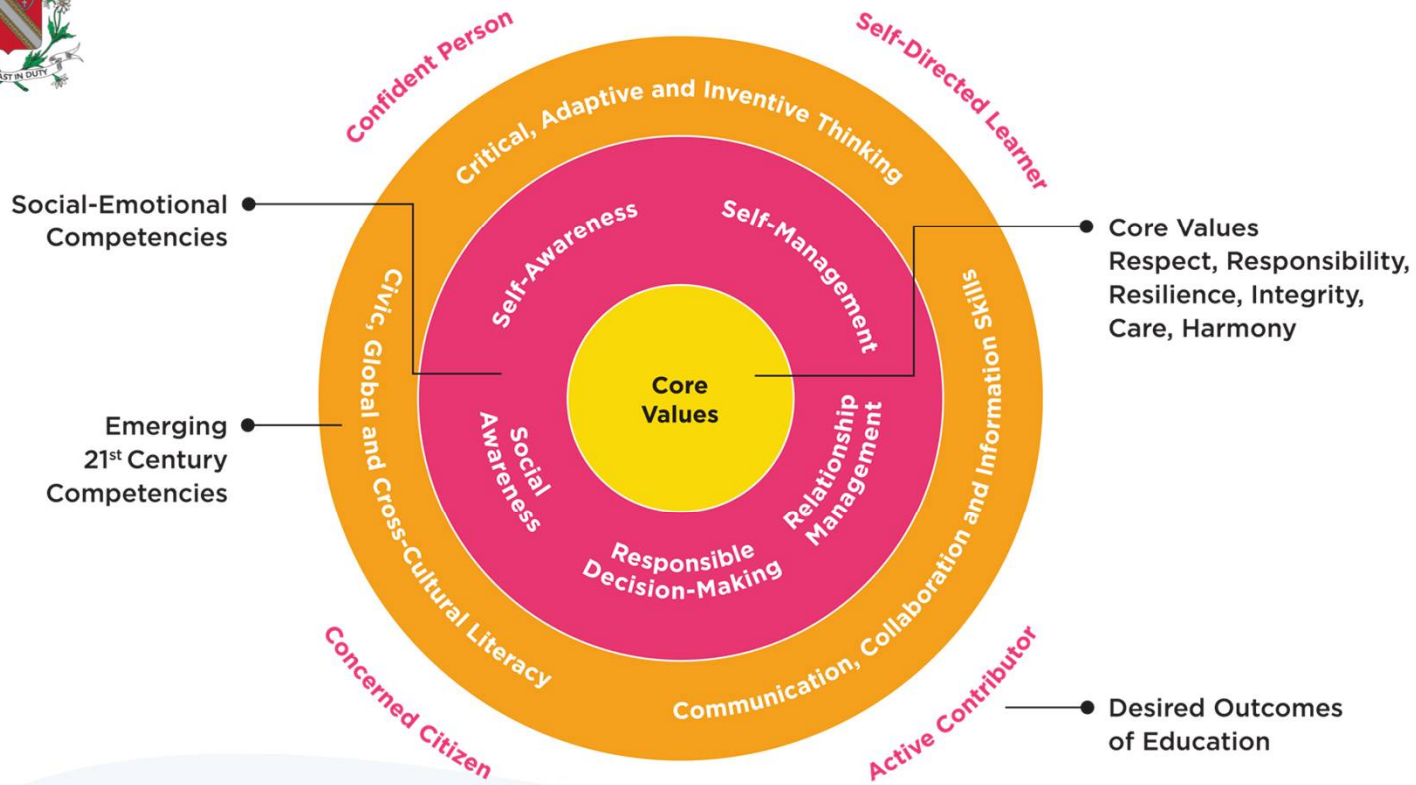 AST IN DUTY
Confident Person
Self-Directed Learner
Critical, Adaptive and Inventive Thinking
Social-Emotional
Competencies
Self-Awareness
Self-Management
Core Values
Respect, Responsibility,
Resilience, Integrity,
Care, Harmony
Civic, Global and Cross-Cultural Literacy
Communication, Collaboration and Information Skills
Core
Values
Emerging
21st Century
Competencies
Social
Awareness
Relationship
Management
Responsible
Decision-Making
Concerned Citizen
Active Contributor
Desired Outcomes
of Education